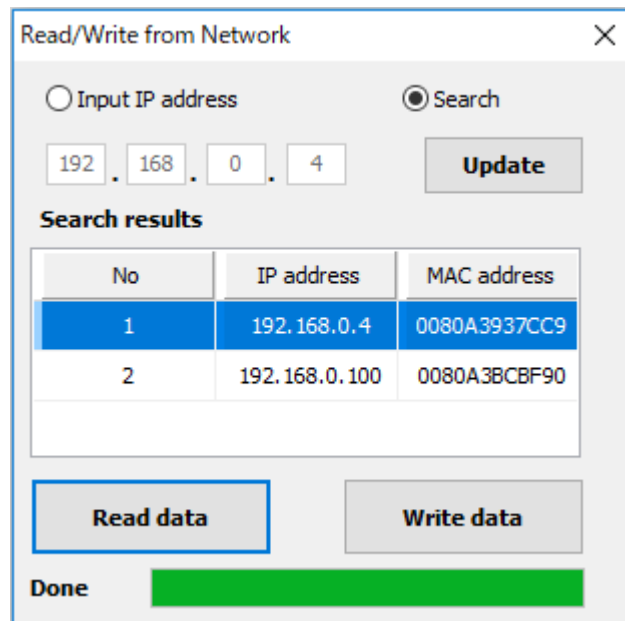 Read/Write from Network
Input IP address Search
192 . 168 . 0 . 4 Update
Search results
No IP address MAC address
1 192.168.0.4 0080A3937CC9
2 192.168.0.100 0080A3BCBF90
Read data Write data
Done